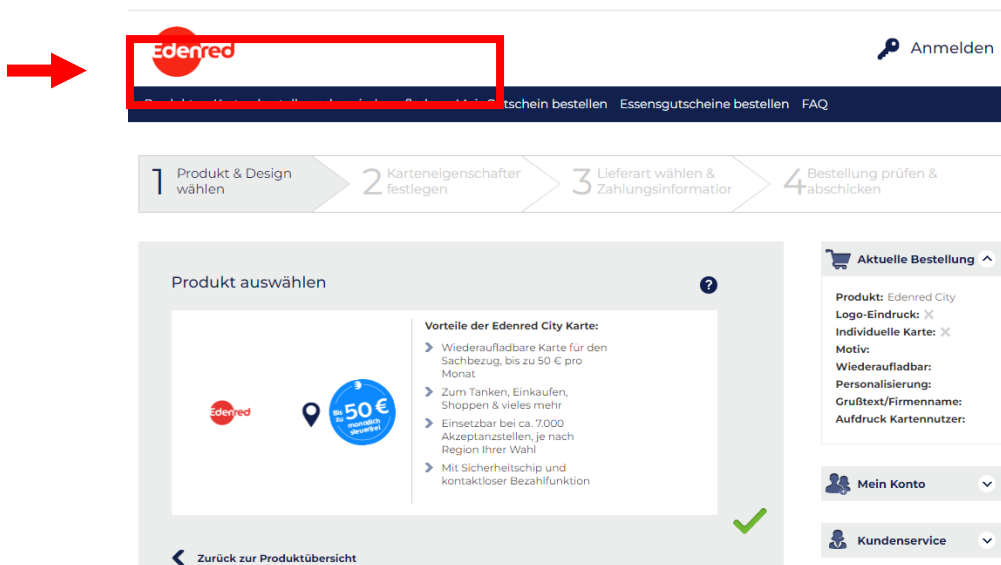 Edenred
Anmelden
Gutschein bestellen Essensgutscheine bestellen FAQ
1 Produkt & Design
wählen
2 Karteneigenschafter
festlegen
3 Lieferart wählen &
Zahlungsinformatior
4 Bestellung prüfen &
abschicken
Produkt auswählen
?
Edenred
Bis zu 50 €
monatlich
steuerfrei
Vorteile der Edenred City Karte:
Wiederaufladbare Karte für den
Sachbezug, bis zu 50 € pro
Monat
Zum Tanken, Einkaufen,
Shoppen & vieles mehr
Einsetzbar bei ca. 7.000
Akzeptanzstellen, je nach
Region Ihrer Wahl
Mit Sicherheitschip und
kontaktloser Bezahlfunktion
Zurück zur Produktübersicht
Aktuelle Bestellung
Produkt: Edenred City
Logo-Eindruck:
Individuelle Karte:
Motiv:
Wiederaufladbar:
Personalisierung:
Grußtext/Firmenname:
Aufdruck Kartennutzer:
Mein Konto
Kundenservice